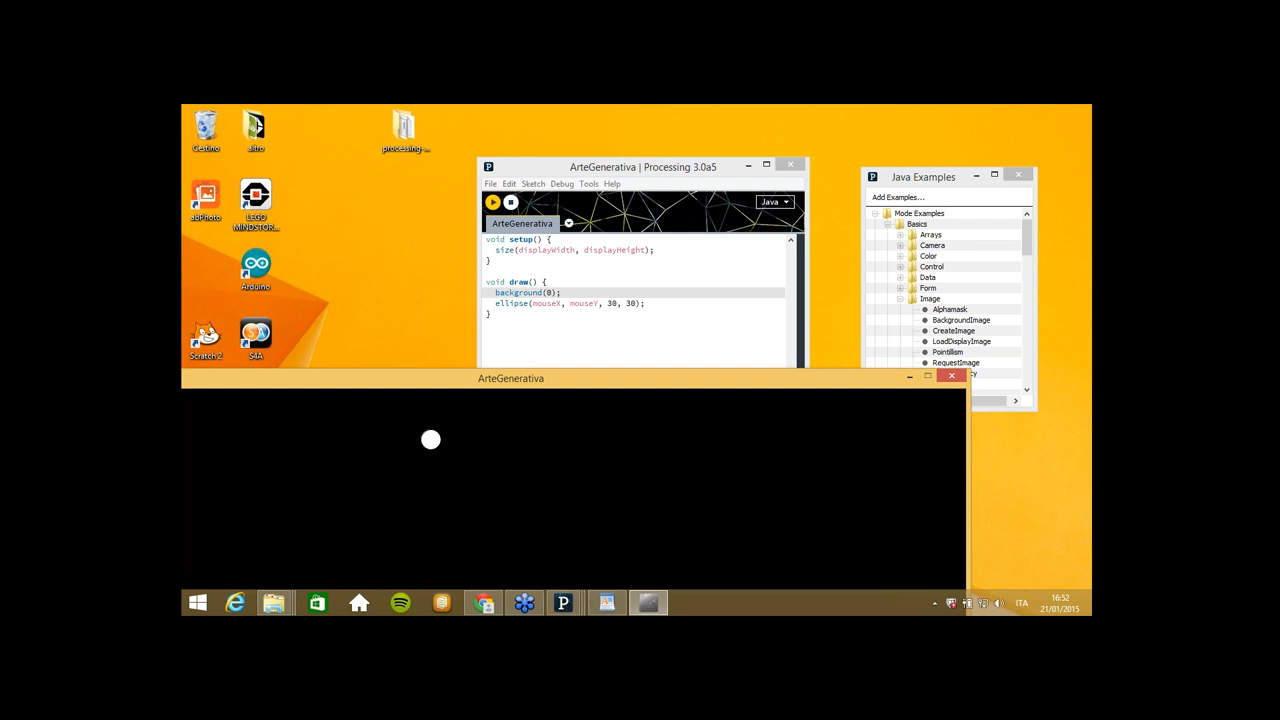 Cestino
altro
processing-...
abPhoto
LEGO
MINDSTOR...
Arduino
Scratch 2
S4A
ArteGenerativa | Processing 3.0a5
File Edit Sketch Debug Tools Help
Java
ArteGenerativa
void setup() {
size(displayWidth, displayHeight);
}
void draw() {
background(0);
ellipse(mouseX, mouseY, 30, 30);
}
Java Examples
Add Examples...
Mode Examples
Basics
Arrays
Camera
Color
Control
Data
Form
Image
Alphamask
BackgroundImage
CreateImage
LoadDisplayImage
Pointillism
RequestImage
ArteGenerativa
ITA
16:52
21/01/2015